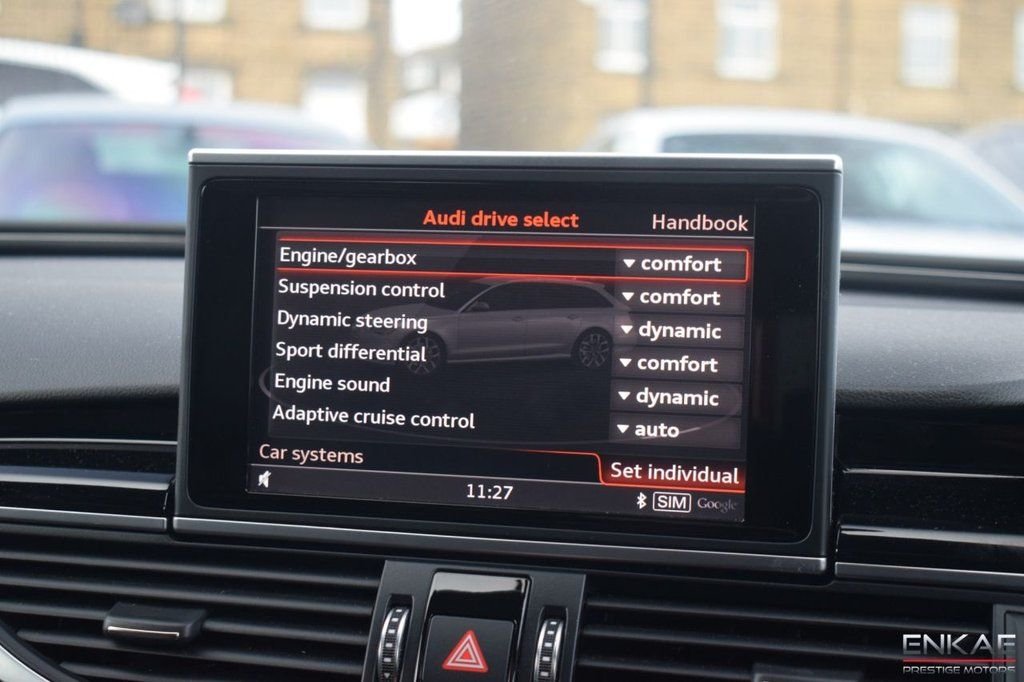 Audi drive select Handbook
Engine/gearbox comfort
Suspension control comfort
Dynamic steering dynamic
Sport differential comfort
Engine sound dynamic
Adaptive cruise control auto
Car systems Set individual
11:27 SIM Google
ENKAE
PRESTIGE MOTORS